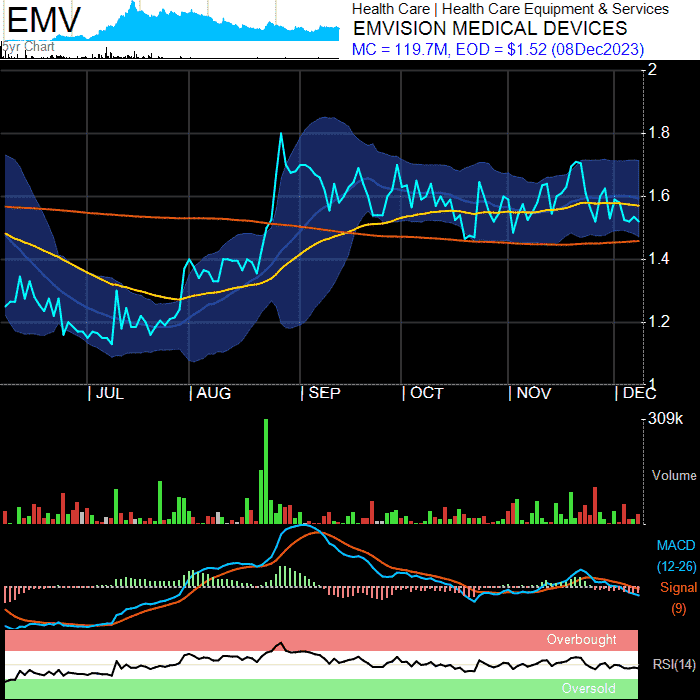 EMV
5yr Chart
Health Care | Health Care Equipment & Services
EMVISION MEDICAL DEVICES
MC = 119.7M, EOD = $1.52 (08Dec2023)
2
1.8
1.6
1.4
1.2
1
| JUL | AUG | SEP | OCT | NOV | DEC
309k
Volume
MACD
(12-26)
Signal
(9)
Overbought
RSI(14)
Oversold